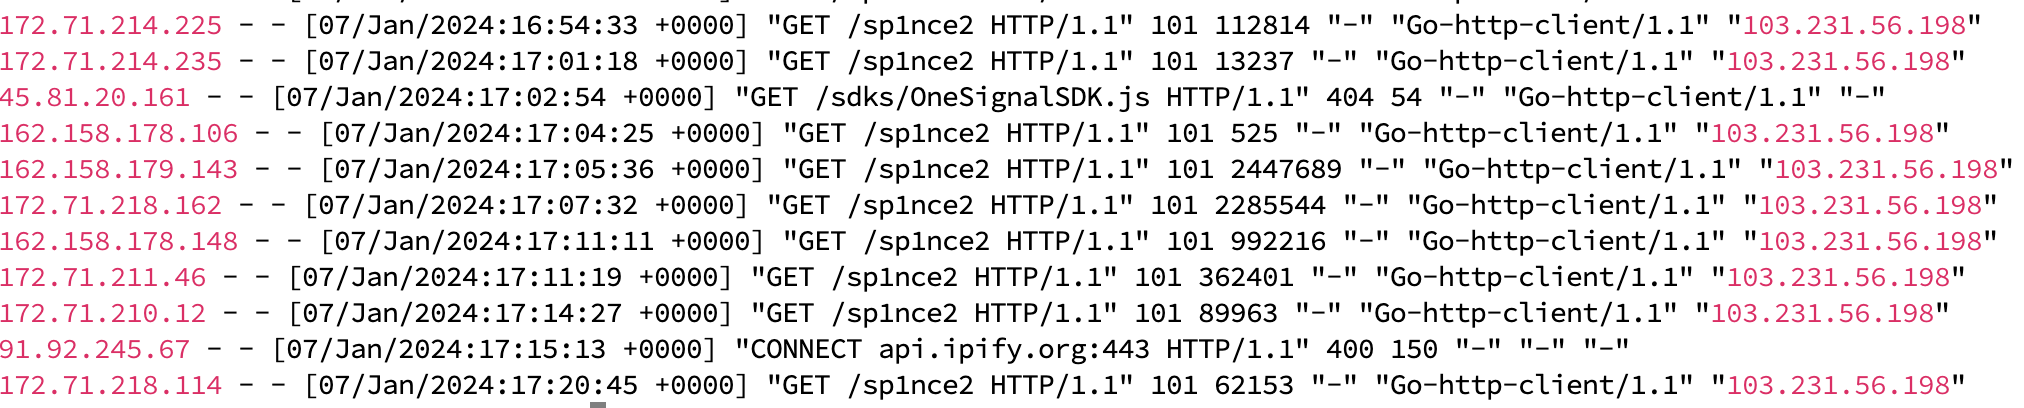 172.71.214.225 - - [07/Jan/2024:16:54:33 +0000] "GET /sp1nce2 HTTP/1.1" 101 112814 "-" "Go-http-client/1.1" "103.231.56.198"
172.71.214.235 - - [07/Jan/2024:17:01:18 +0000] "GET /sp1nce2 HTTP/1.1" 101 13237 "-" "Go-http-client/1.1" "103.231.56.198"
45.81.20.161 - - [07/Jan/2024:17:02:54 +0000] "GET /sdks/OneSignalSDK.js HTTP/1.1" 404 54 "-" "Go-http-client/1.1" "-"
162.158.178.106 - - [07/Jan/2024:17:04:25 +0000] "GET /sp1nce2 HTTP/1.1" 101 525 "-" "Go-http-client/1.1" "103.231.56.198"
162.158.179.143 - - [07/Jan/2024:17:05:36 +0000] "GET /sp1nce2 HTTP/1.1" 101 2447689 "-" "Go-http-client/1.1" "103.231.56.198"
172.71.218.162 - - [07/Jan/2024:17:07:32 +0000] "GET /sp1nce2 HTTP/1.1" 101 2285544 "-" "Go-http-client/1.1" "103.231.56.198"
162.158.178.148 - - [07/Jan/2024:17:11:11 +0000] "GET /sp1nce2 HTTP/1.1" 101 992216 "-" "Go-http-client/1.1" "103.231.56.198"
172.71.211.46 - - [07/Jan/2024:17:11:19 +0000] "GET /sp1nce2 HTTP/1.1" 101 362401 "-" "Go-http-client/1.1" "103.231.56.198"
172.71.210.12 - - [07/Jan/2024:17:14:27 +0000] "GET /sp1nce2 HTTP/1.1" 101 89963 "-" "Go-http-client/1.1" "103.231.56.198"
91.92.245.67 - - [07/Jan/2024:17:15:13 +0000] "CONNECT api.ipify.org:443 HTTP/1.1" 400 150 "-" "-" "-"
172.71.218.114 - - [07/Jan/2024:17:20:45 +0000] "GET /sp1nce2 HTTP/1.1" 101 62153 "-" "Go-http-client/1.1" "103.231.56.198"